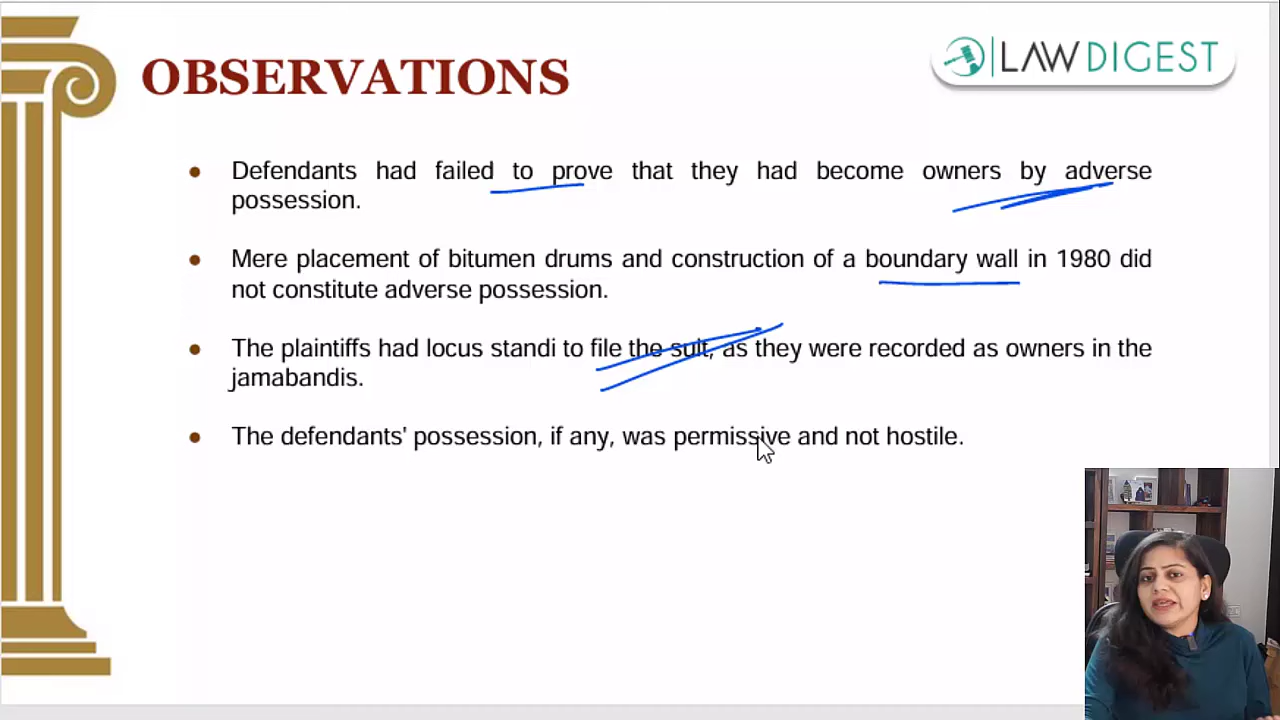 OBSERVATIONS
LAWDIGEST
● Defendants had failed to prove that they had become owners by adverse
possession.
● Mere placement of bitumen drums and construction of a boundary wall in 1980 did
not constitute adverse possession.
● The plaintiffs had locus standi to file the suit, as they were recorded as owners in the
jamabandis.
● The defendants' possession, if any, was permissive and not hostile.